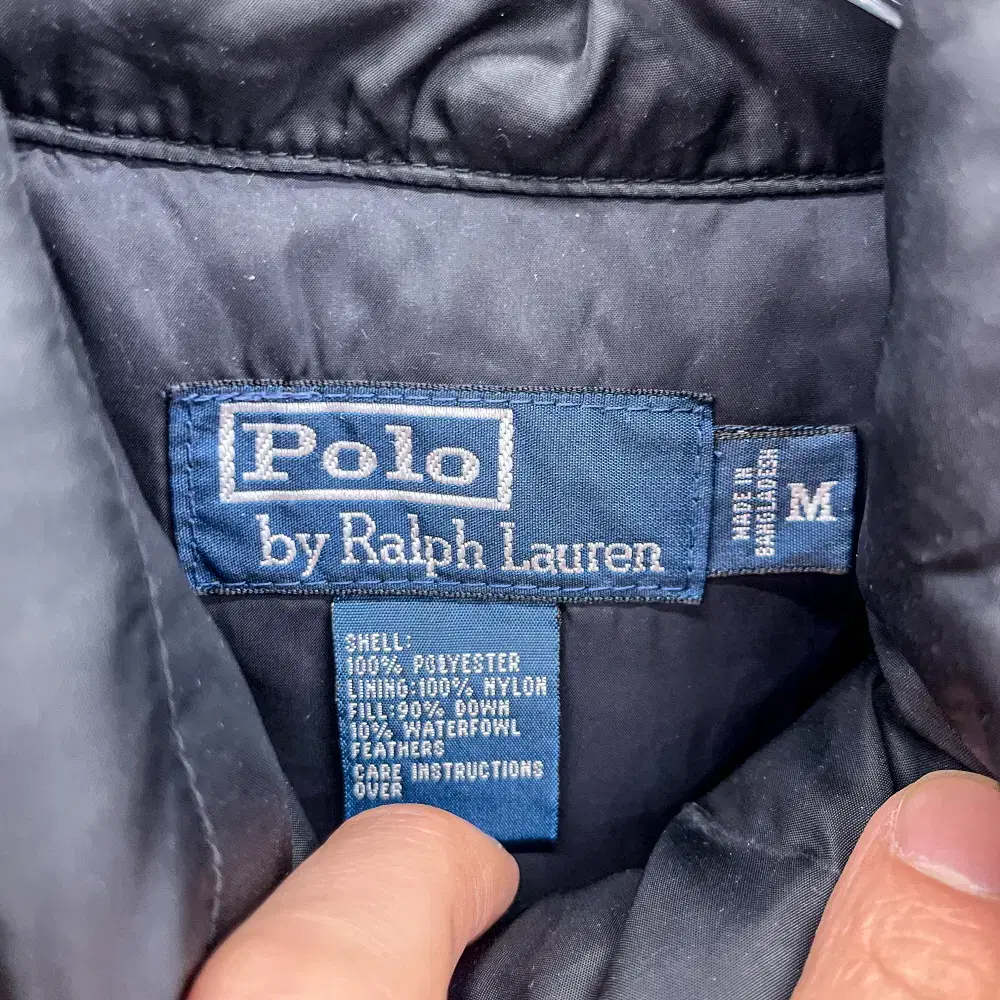 Polo
by Ralph Lauren
MADE IN
BANGLADESH
M
SHELL:
100% POLYESTER
LINING:100% NYLON
FILL:90% DOWN
10% WATERFOWL
FEATHERS
CARE INSTRUCTIONS
OVER